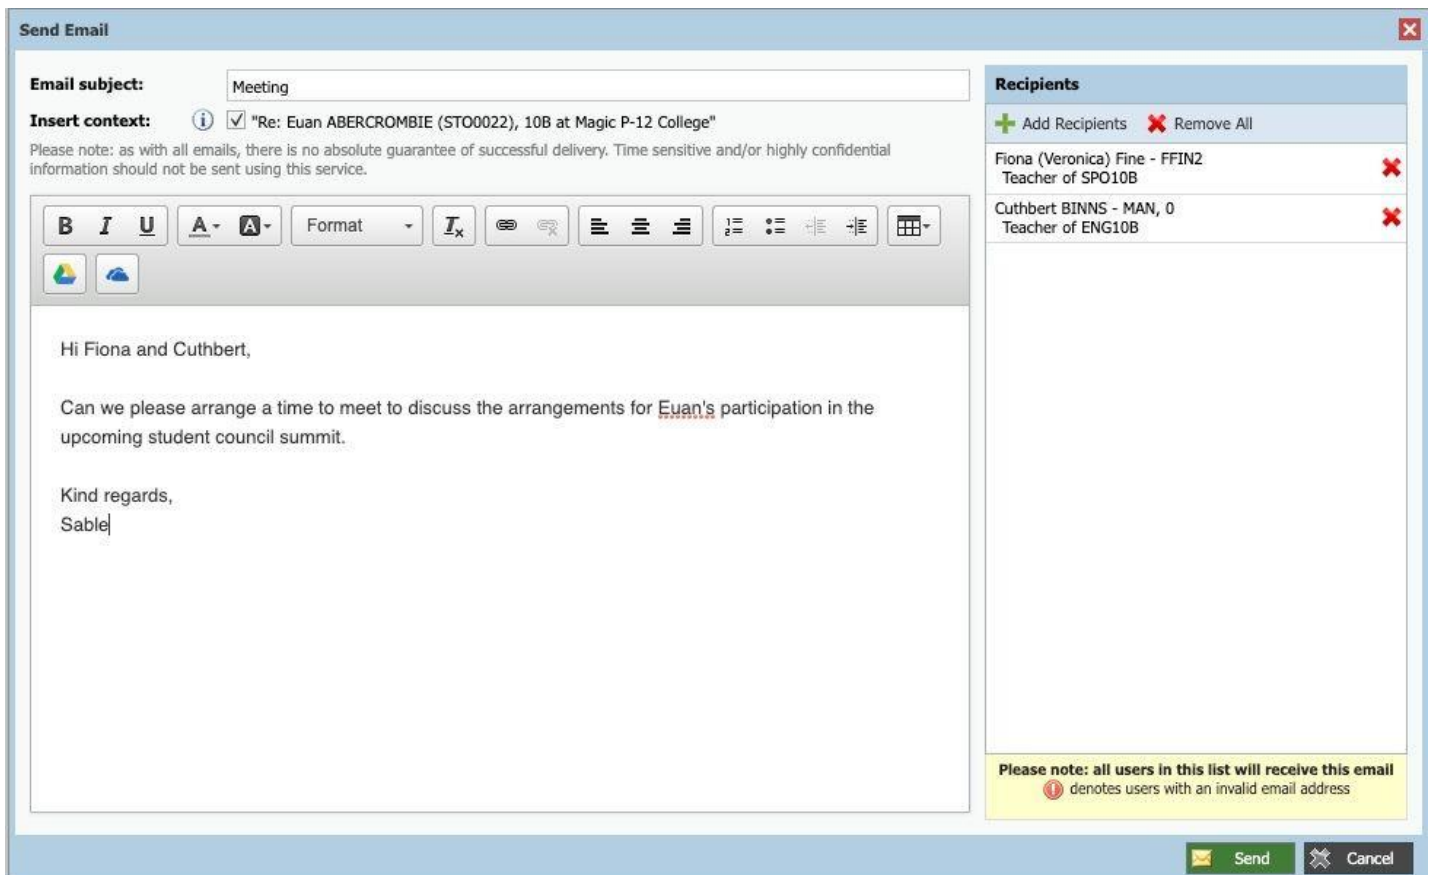 Send Email
Email subject:
Meeting
Insert context:
"Re: Euan ABERCROMBIE (STO0022), 10B at Magic P-12 College"
Please note: as with all emails, there is no absolute guarantee of successful delivery. Time sensitive and/or highly confidential
information should not be sent using this service.
B I U A A Format Tx
Hi Fiona and Cuthbert,
Can we please arrange a time to meet to discuss the arrangements for Euan's participation in the
upcoming student council summit.
Kind regards,
Sable
Recipients
Add Recipients Remove All
Fiona (Veronica) Fine - FFIN2
Teacher of SPO10B
Cuthbert BINNS - MAN, 0
Teacher of ENG10B
Please note: all users in this list will receive this email
denotes users with an invalid email address
Send Cancel